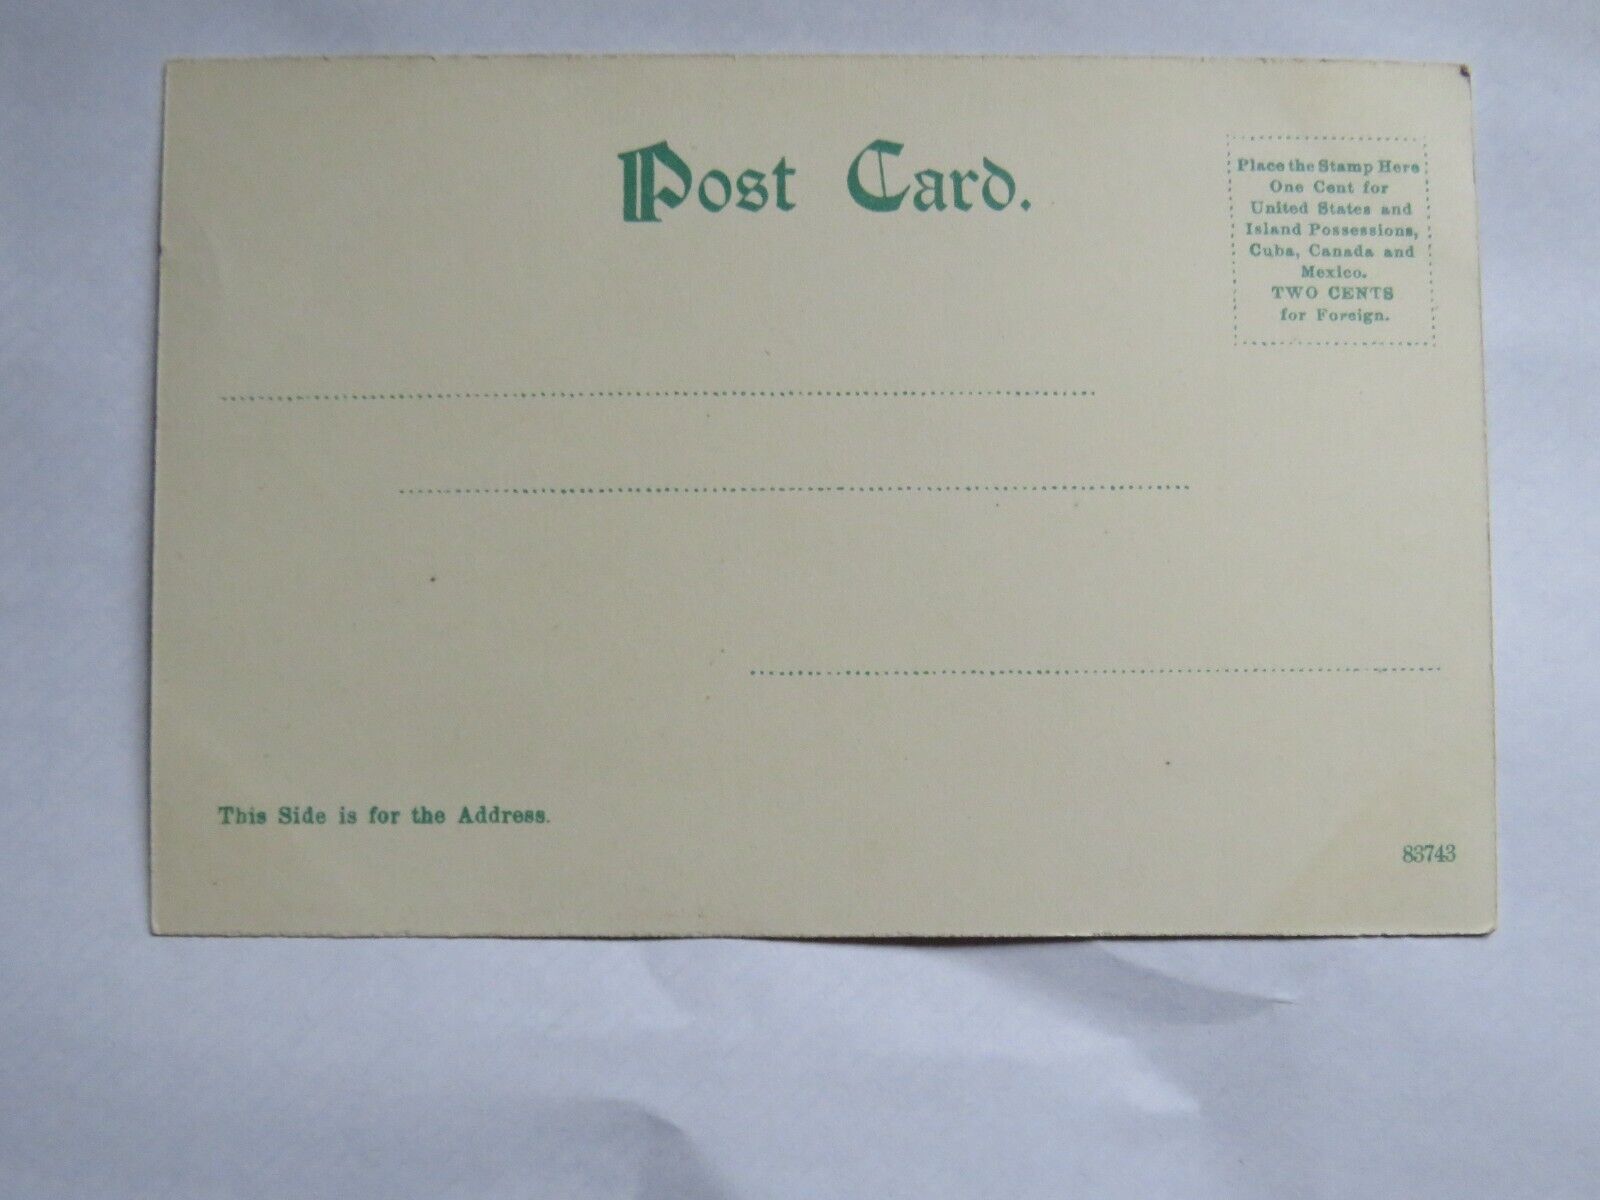 Post Card.
Place the Stamp Here
One Cent for
United States and
Island Possessions,
Cuba, Canada and
Mexico.
TWO CENTS
for Foreign.
This Side is for the Address.
83743